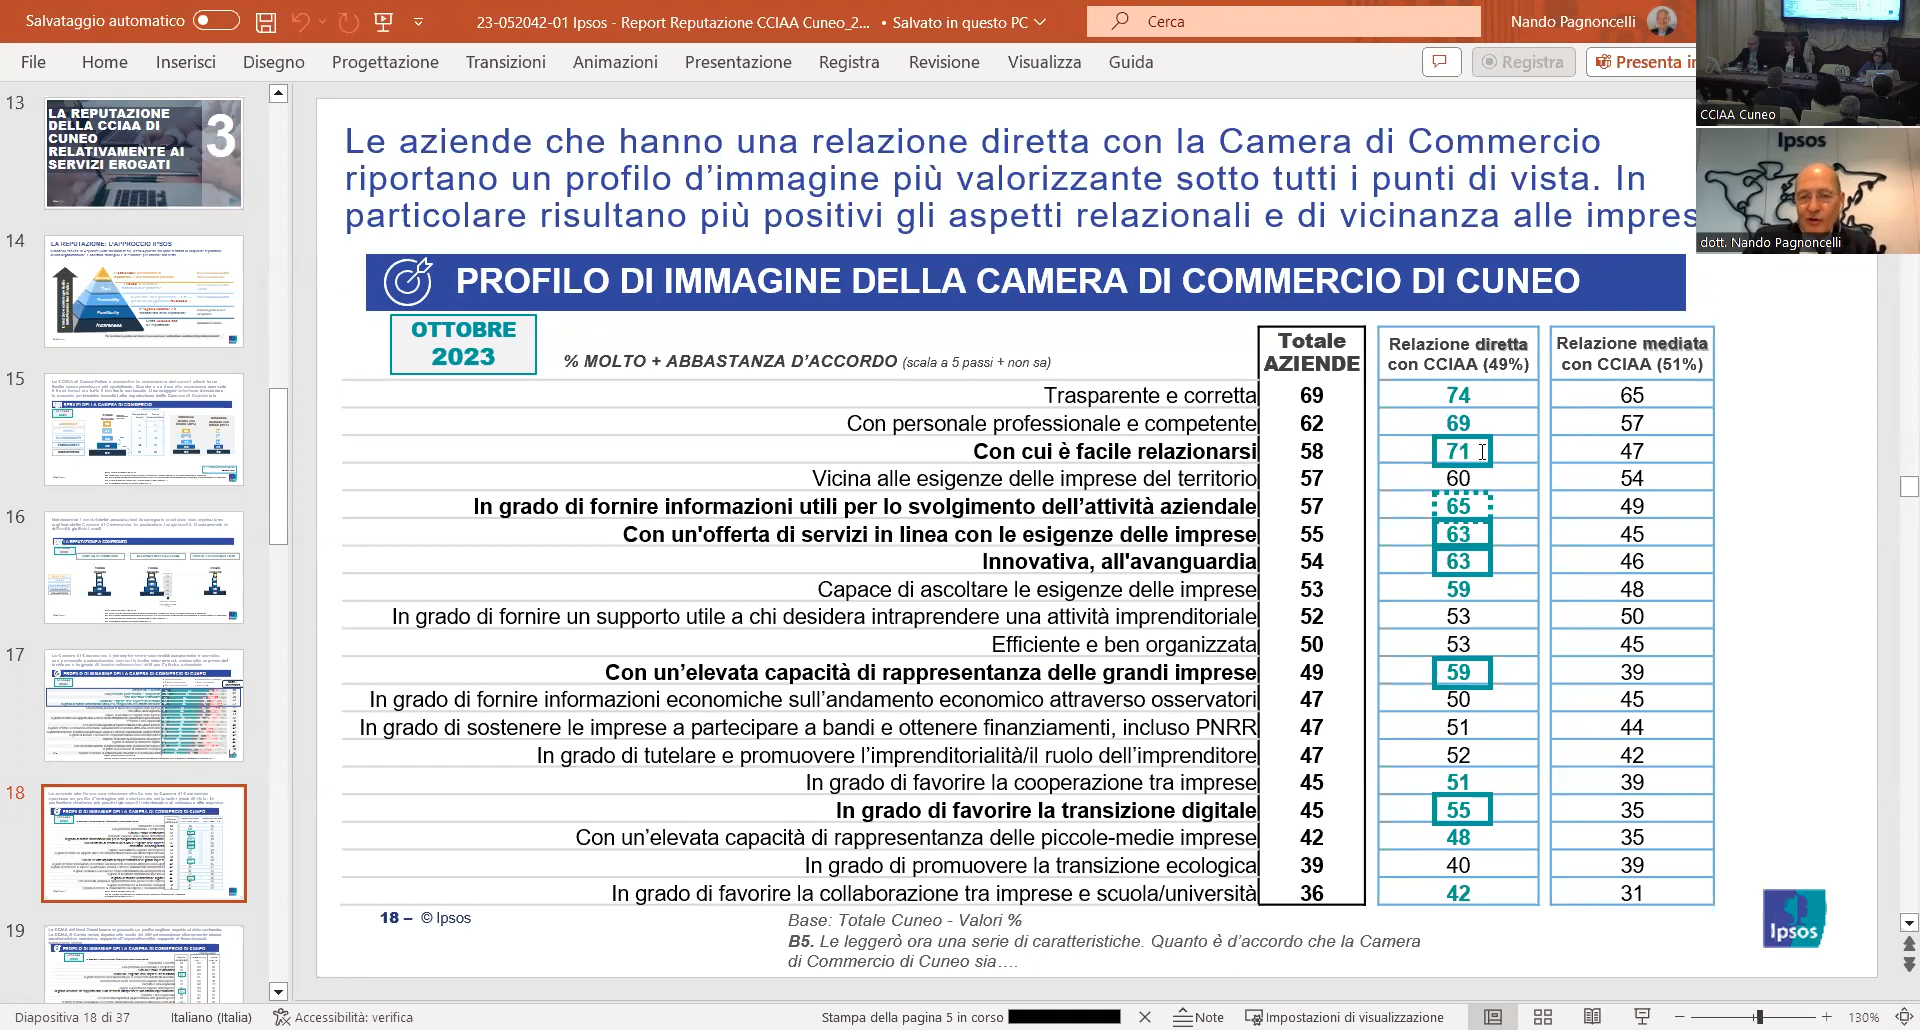 Salvataggio automatico
23-052042-01 Ipsos - Report Reputazione CCIAA Cuneo_2... • Salvato in questo PC
Cerca
Nando Pagnoncelli
File Home Inserisci Disegno Progettazione Transizioni Animazioni Presentazione Registra Revisione Visualizza Guida
Registra
Presenta in
CCIAA Cuneo
Ipsos
dott. Nando Pagnoncelli
13
LA REPUTAZIONE
DELLA CCIAA DI
CUNEO
RELATIVAMENTE AI
SERVIZI EROGATI
3
14
LA REPUTAZIONE: L'APPROCCIO IPSOS
15
16
17
18
19
Le aziende che hanno una relazione diretta con la Camera di Commercio
riportano un profilo d'immagine più valorizzante sotto tutti i punti di vista. In
particolare risultano più positivi gli aspetti relazionali e di vicinanza alle impres
PROFILO DI IMMAGINE DELLA CAMERA DI COMMERCIO DI CUNEO
OTTOBRE
2023
% MOLTO + ABBASTANZA D'ACCORDO (scala a 5 passi + non sa)
Totale
AZIENDE
Relazione diretta
con CCIAA (49%)
Relazione mediata
con CCIAA (51%)
Trasparente e corretta 69 74 65
Con personale professionale e competente 62 69 57
Con cui è facile relazionarsi 58 71 47
Vicina alle esigenze delle imprese del territorio 57 60 54
In grado di fornire informazioni utili per lo svolgimento dell'attività aziendale 57 65 49
Con un'offerta di servizi in linea con le esigenze delle imprese 55 63 45
Innovativa, all'avanguardia 54 63 46
Capace di ascoltare le esigenze delle imprese 53 59 48
In grado di fornire un supporto utile a chi desidera intraprendere una attività imprenditoriale 52 53 50
Efficiente e ben organizzata 50 53 45
Con un'elevata capacità di rappresentanza delle grandi imprese 49 59 39
In grado di fornire informazioni economiche sull'andamento economico attraverso osservatori 47 50 45
In grado di sostenere le imprese a partecipare a bandi e ottenere finanziamenti, incluso PNRR 47 51 44
In grado di tutelare e promuovere l'imprenditorialità/il ruolo dell'imprenditore 47 52 42
In grado di favorire la cooperazione tra imprese 45 51 39
In grado di favorire la transizione digitale 45 55 35
Con un'elevata capacità di rappresentanza delle piccole-medie imprese 42 48 35
In grado di promuovere la transizione ecologica 39 40 39
In grado di favorire la collaborazione tra imprese e scuola/università 36 42 31
18 – © Ipsos
Base: Totale Cuneo - Valori %
B5. Le leggerò ora una serie di caratteristiche. Quanto è d'accordo che la Camera
di Commercio di Cuneo sia….
Ipsos
Diapositiva 18 di 37 Italiano (Italia) Accessibilità: verifica
Stampa della pagina 5 in corso
Note
Impostazioni di visualizzazione
130%